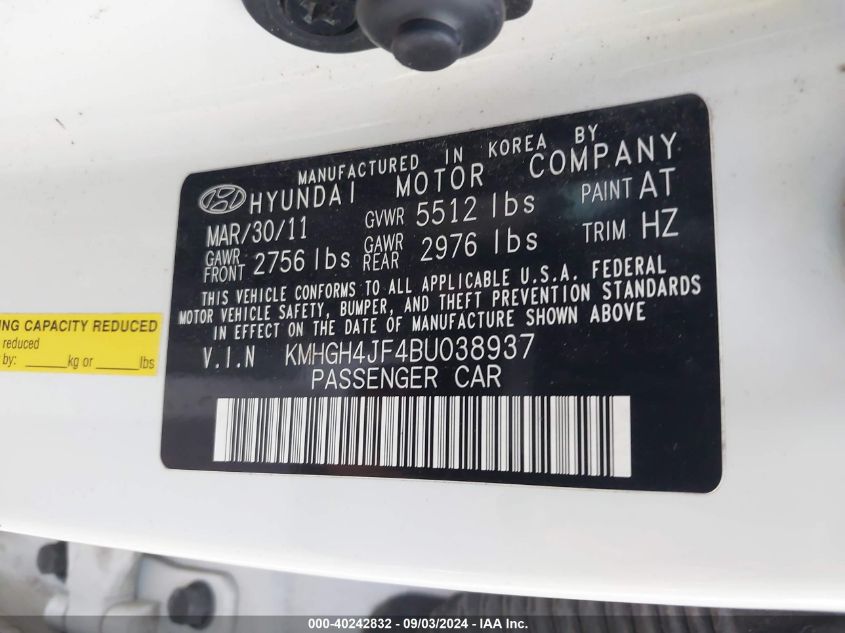 MANUFACTURED IN KOREA BY
HYUNDAI MOTOR COMPANY
MAR/30/11 GVWR 5512 lbs PAINT AT
GAWR FRONT 2756 lbs GAWR REAR 2976 lbs TRIM HZ
THIS VEHICLE CONFORMS TO ALL APPLICABLE U.S.A. FEDERAL
MOTOR VEHICLE SAFETY, BUMPER, AND THEFT PREVENTION STANDARDS
IN EFFECT ON THE DATE OF MANUFACTURE SHOWN ABOVE
V.I.N KMHGH4JF4BU038937
PASSENGER CAR
NG CAPACITY REDUCED
reduced
by: _____kg or _____lbs
000-40242832 - 09/03/2024 - IAA Inc.